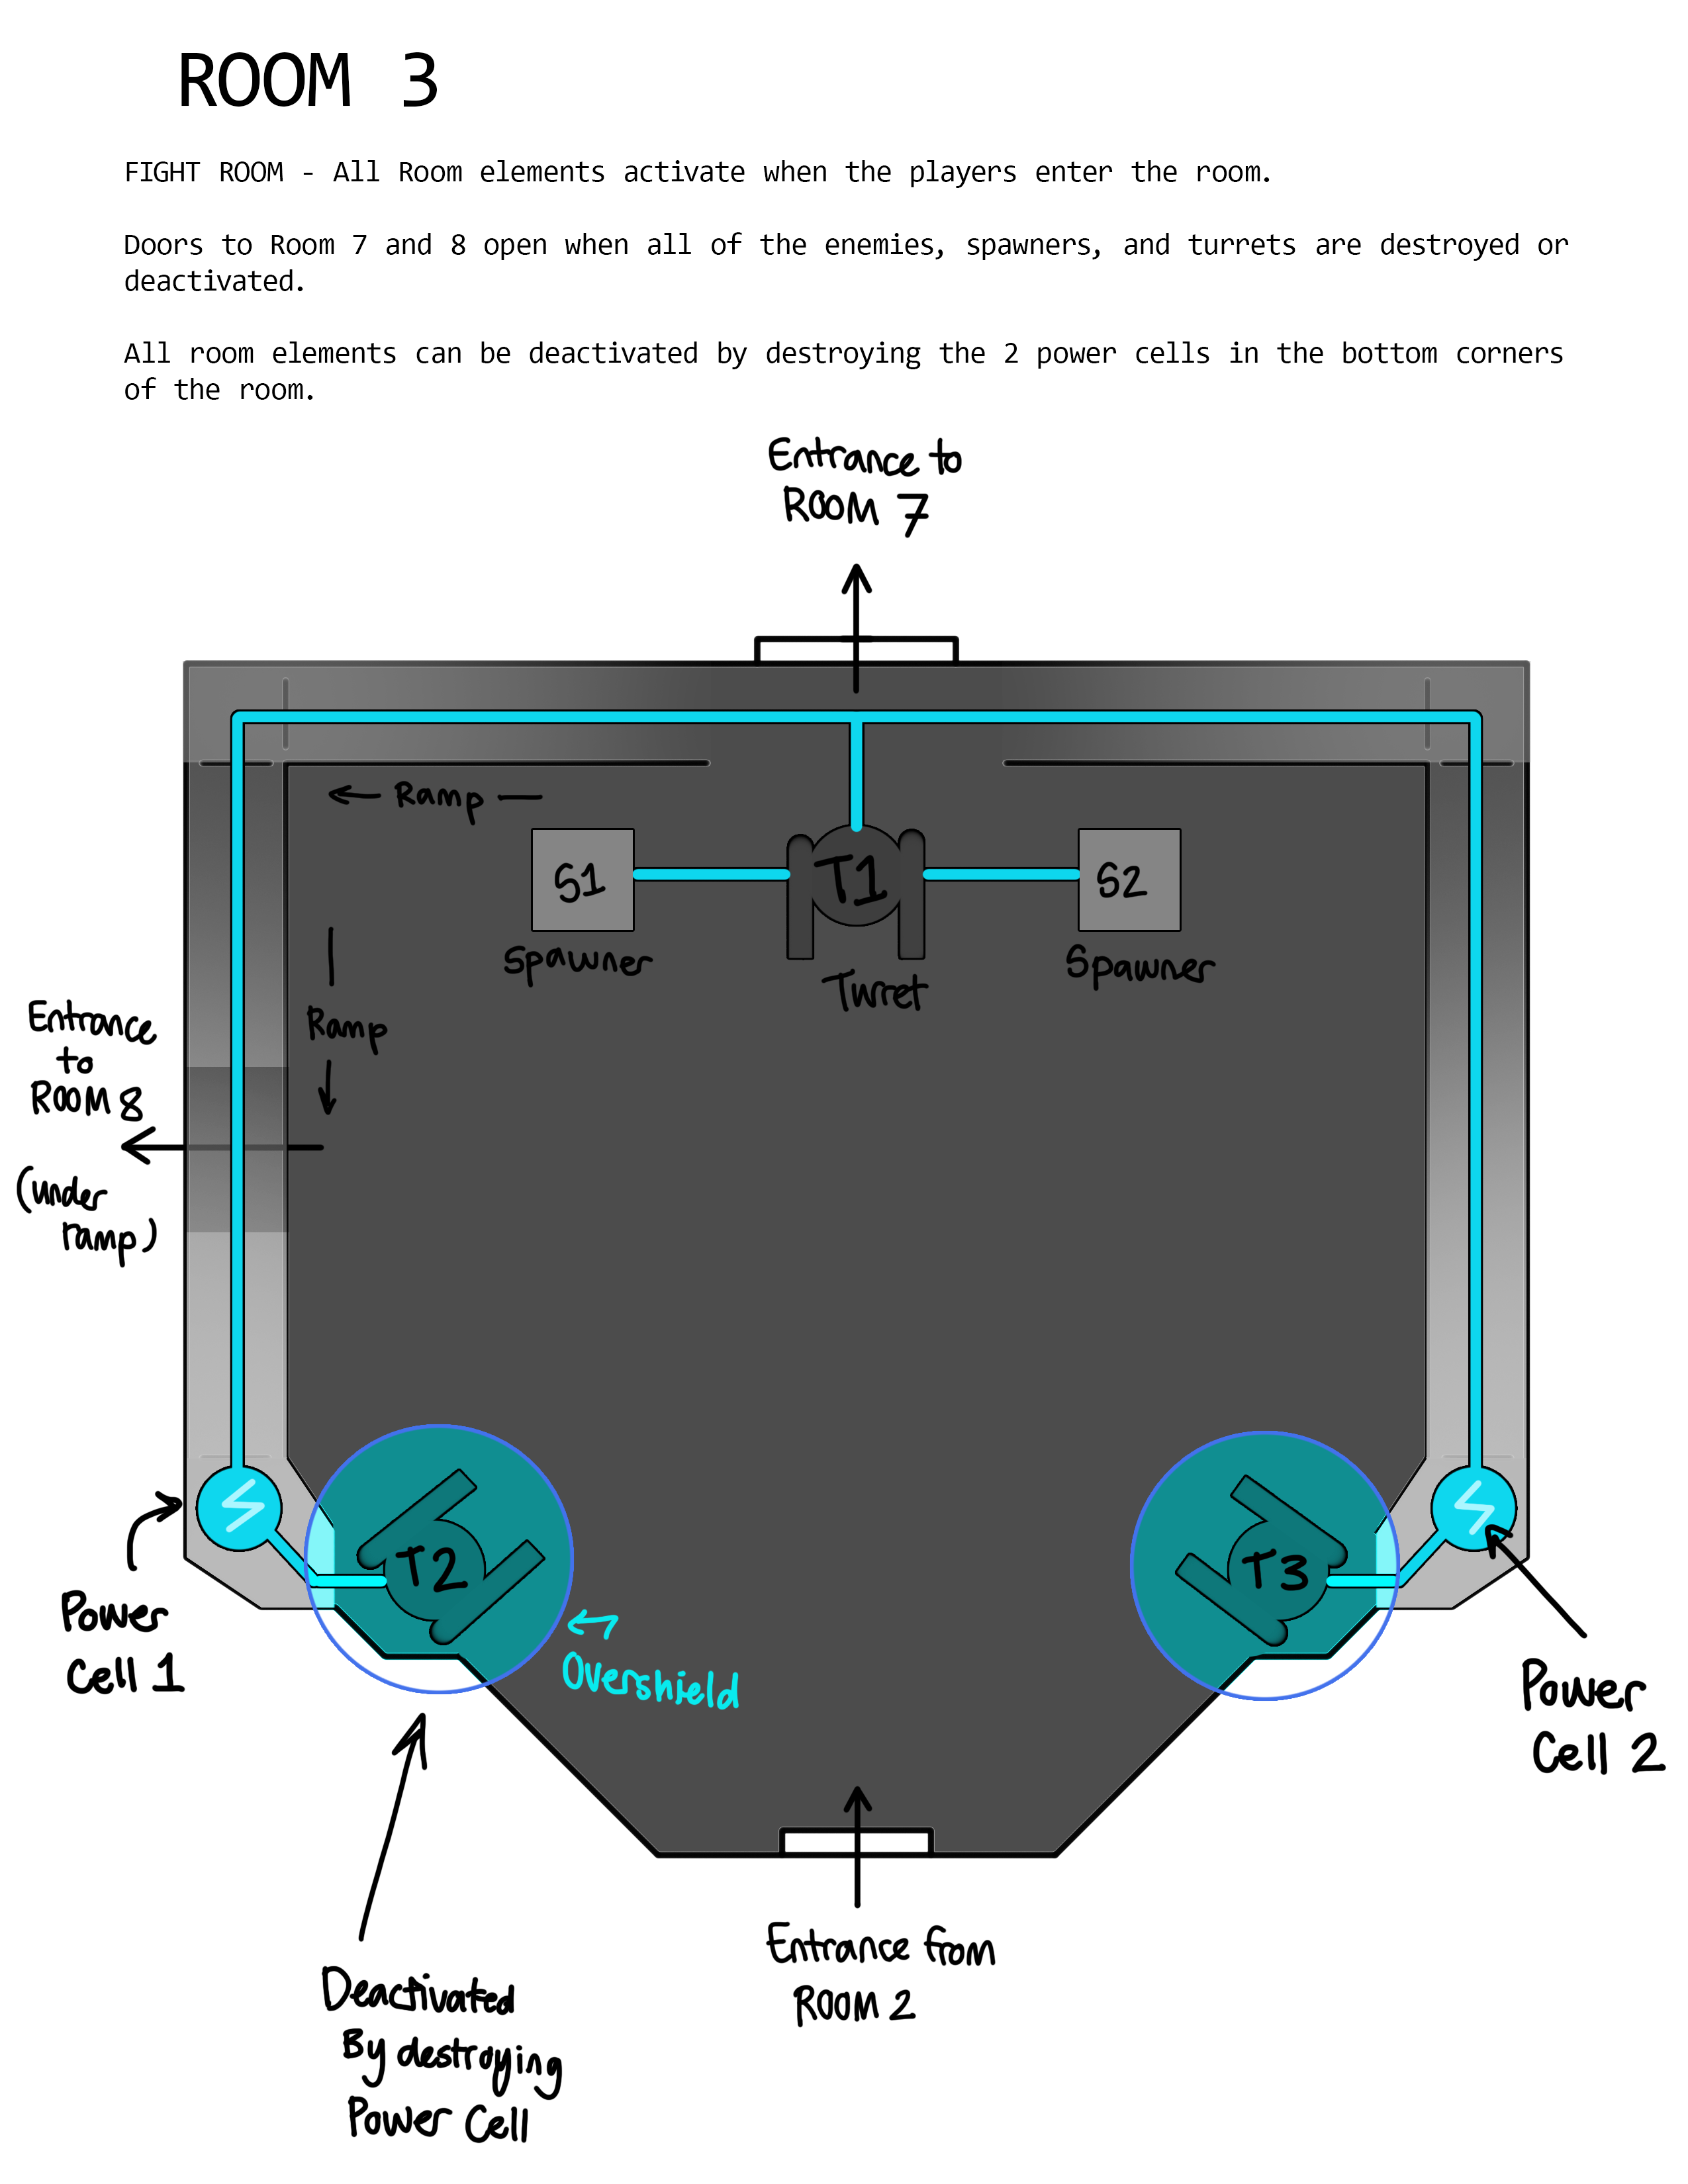 ROOM 3
FIGHT ROOM - All Room elements activate when the players enter the room.
Doors to Room 7 and 8 open when all of the enemies, spawners, and turrets are destroyed or
deactivated.
All room elements can be deactivated by destroying the 2 power cells in the bottom corners
of the room.
Entrance to
ROOM 7
Ramp
S1
T1
S2
Spawner
Turret
Spawner
Ramp
Entrance
to
ROOM 8
(under
ramp)
T2
T3
Power
Cell 1
Overshield
Power
Cell 2
Entrance from
ROOM 2
Deactivated
By destroying
Power Cell